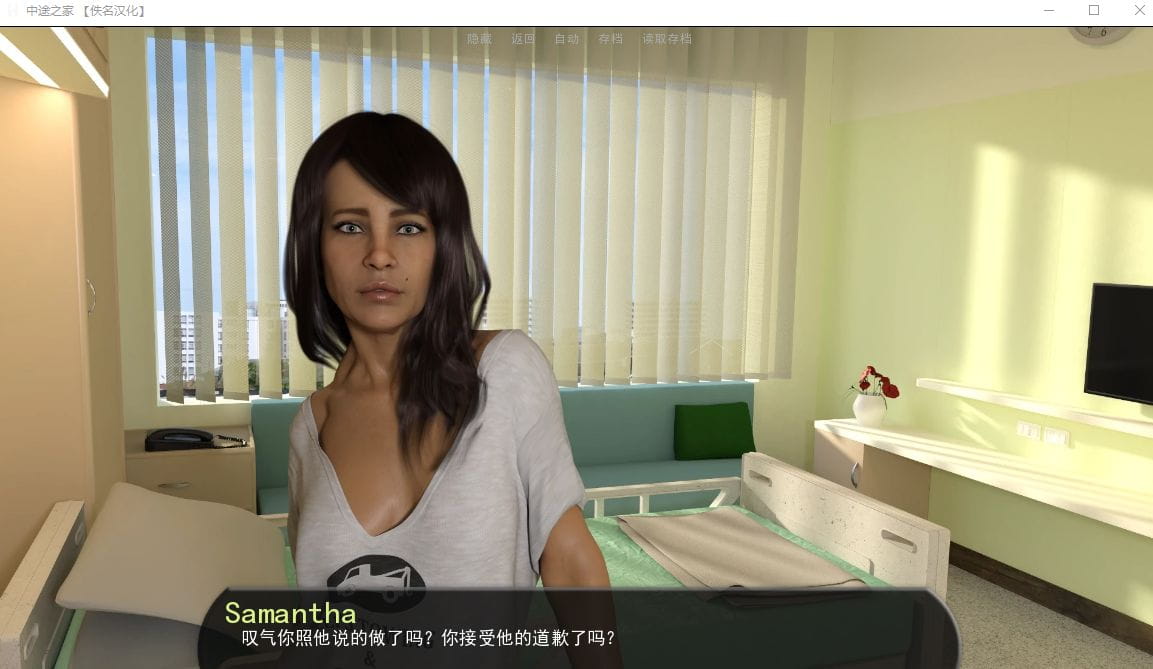 中途之家 【佚名汉化】
隐藏 返回 自动 存档 读取存档
7 6
Samantha
叹气你照他说的做了吗？你接受他的道歉了吗？
&